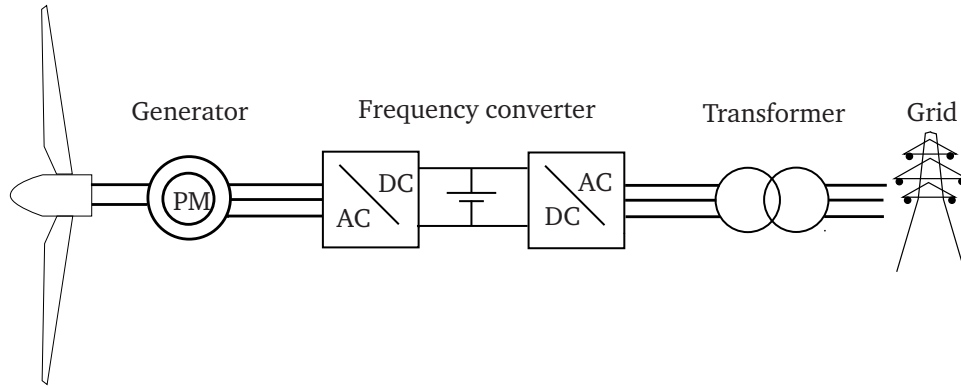 Generator
Frequency converter
Transformer
Grid
PM
DC
AC
AC
DC